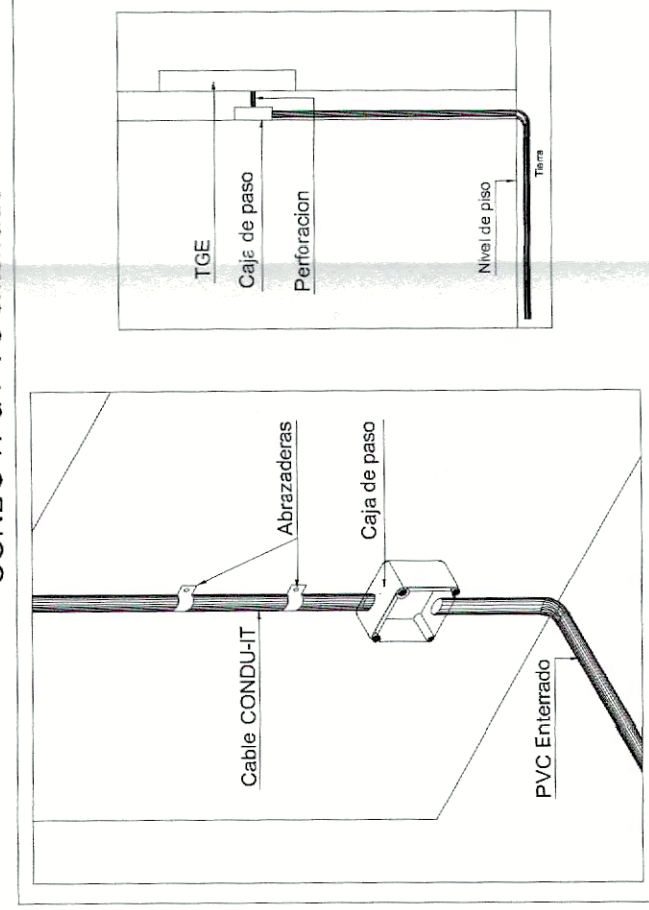 Abrazaderas
Cable CONDU-IT
Caja de paso
PVC Enterrado
TGE
Caja de paso
Perforacion
Nivel de piso
Tierra